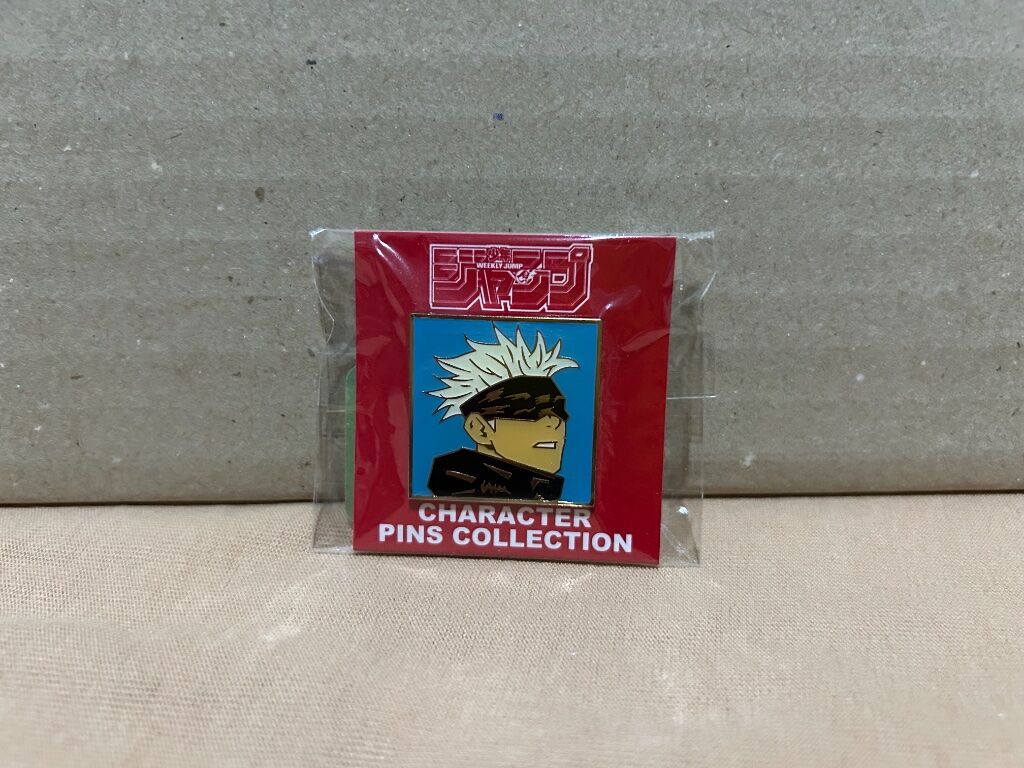 少年
WEEKLY JUMP
ジャンプ
CHARACTER
PINS COLLECTION